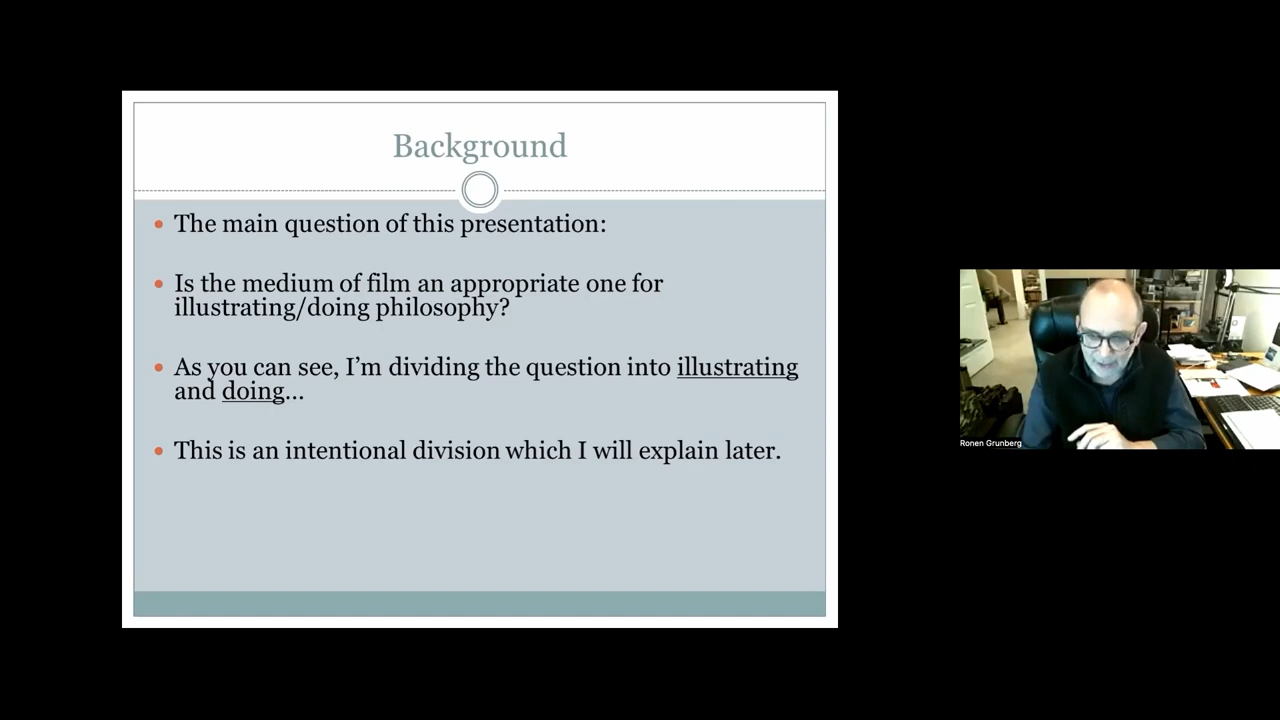 Background
The main question of this presentation:
Is the medium of film an appropriate one for
illustrating/doing philosophy?
As you can see, I'm dividing the question into illustrating
and doing…
This is an intentional division which I will explain later.
Ronen Grunberg